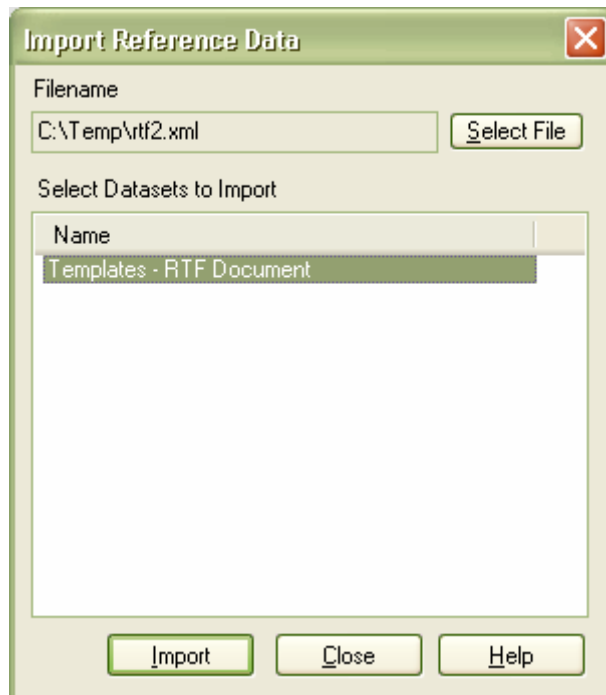 Import Reference Data
Filename
C:\Temp\rtf2.xml
Select File
Select Datasets to Import
Name
Templates - RTF Document
Import Close Help